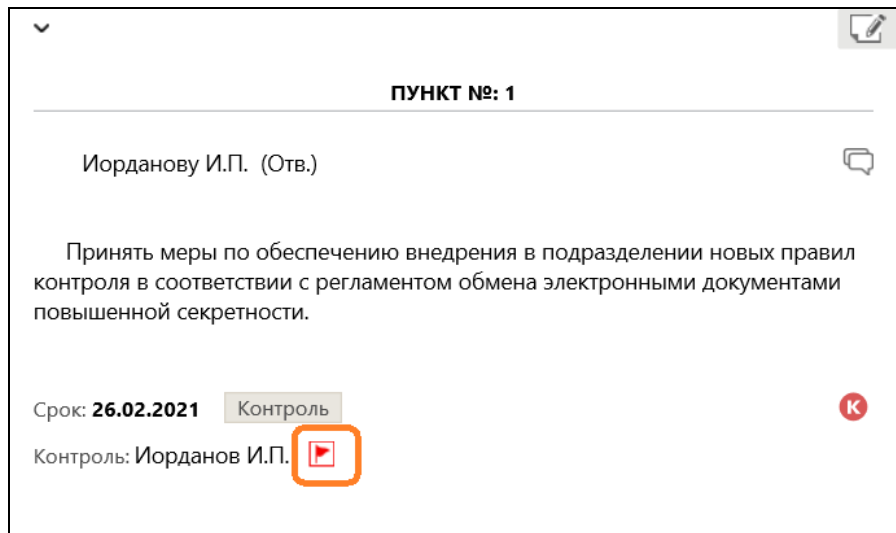 ПУНКТ №: 1
Иорданову И.П. (Отв.)
Принять меры по обеспечению внедрения в подразделении новых правил
контроля в соответствии с регламентом обмена электронными документами
повышенной секретности.
Срок: 26.02.2021 Контроль К
Контроль: Иорданов И.П.